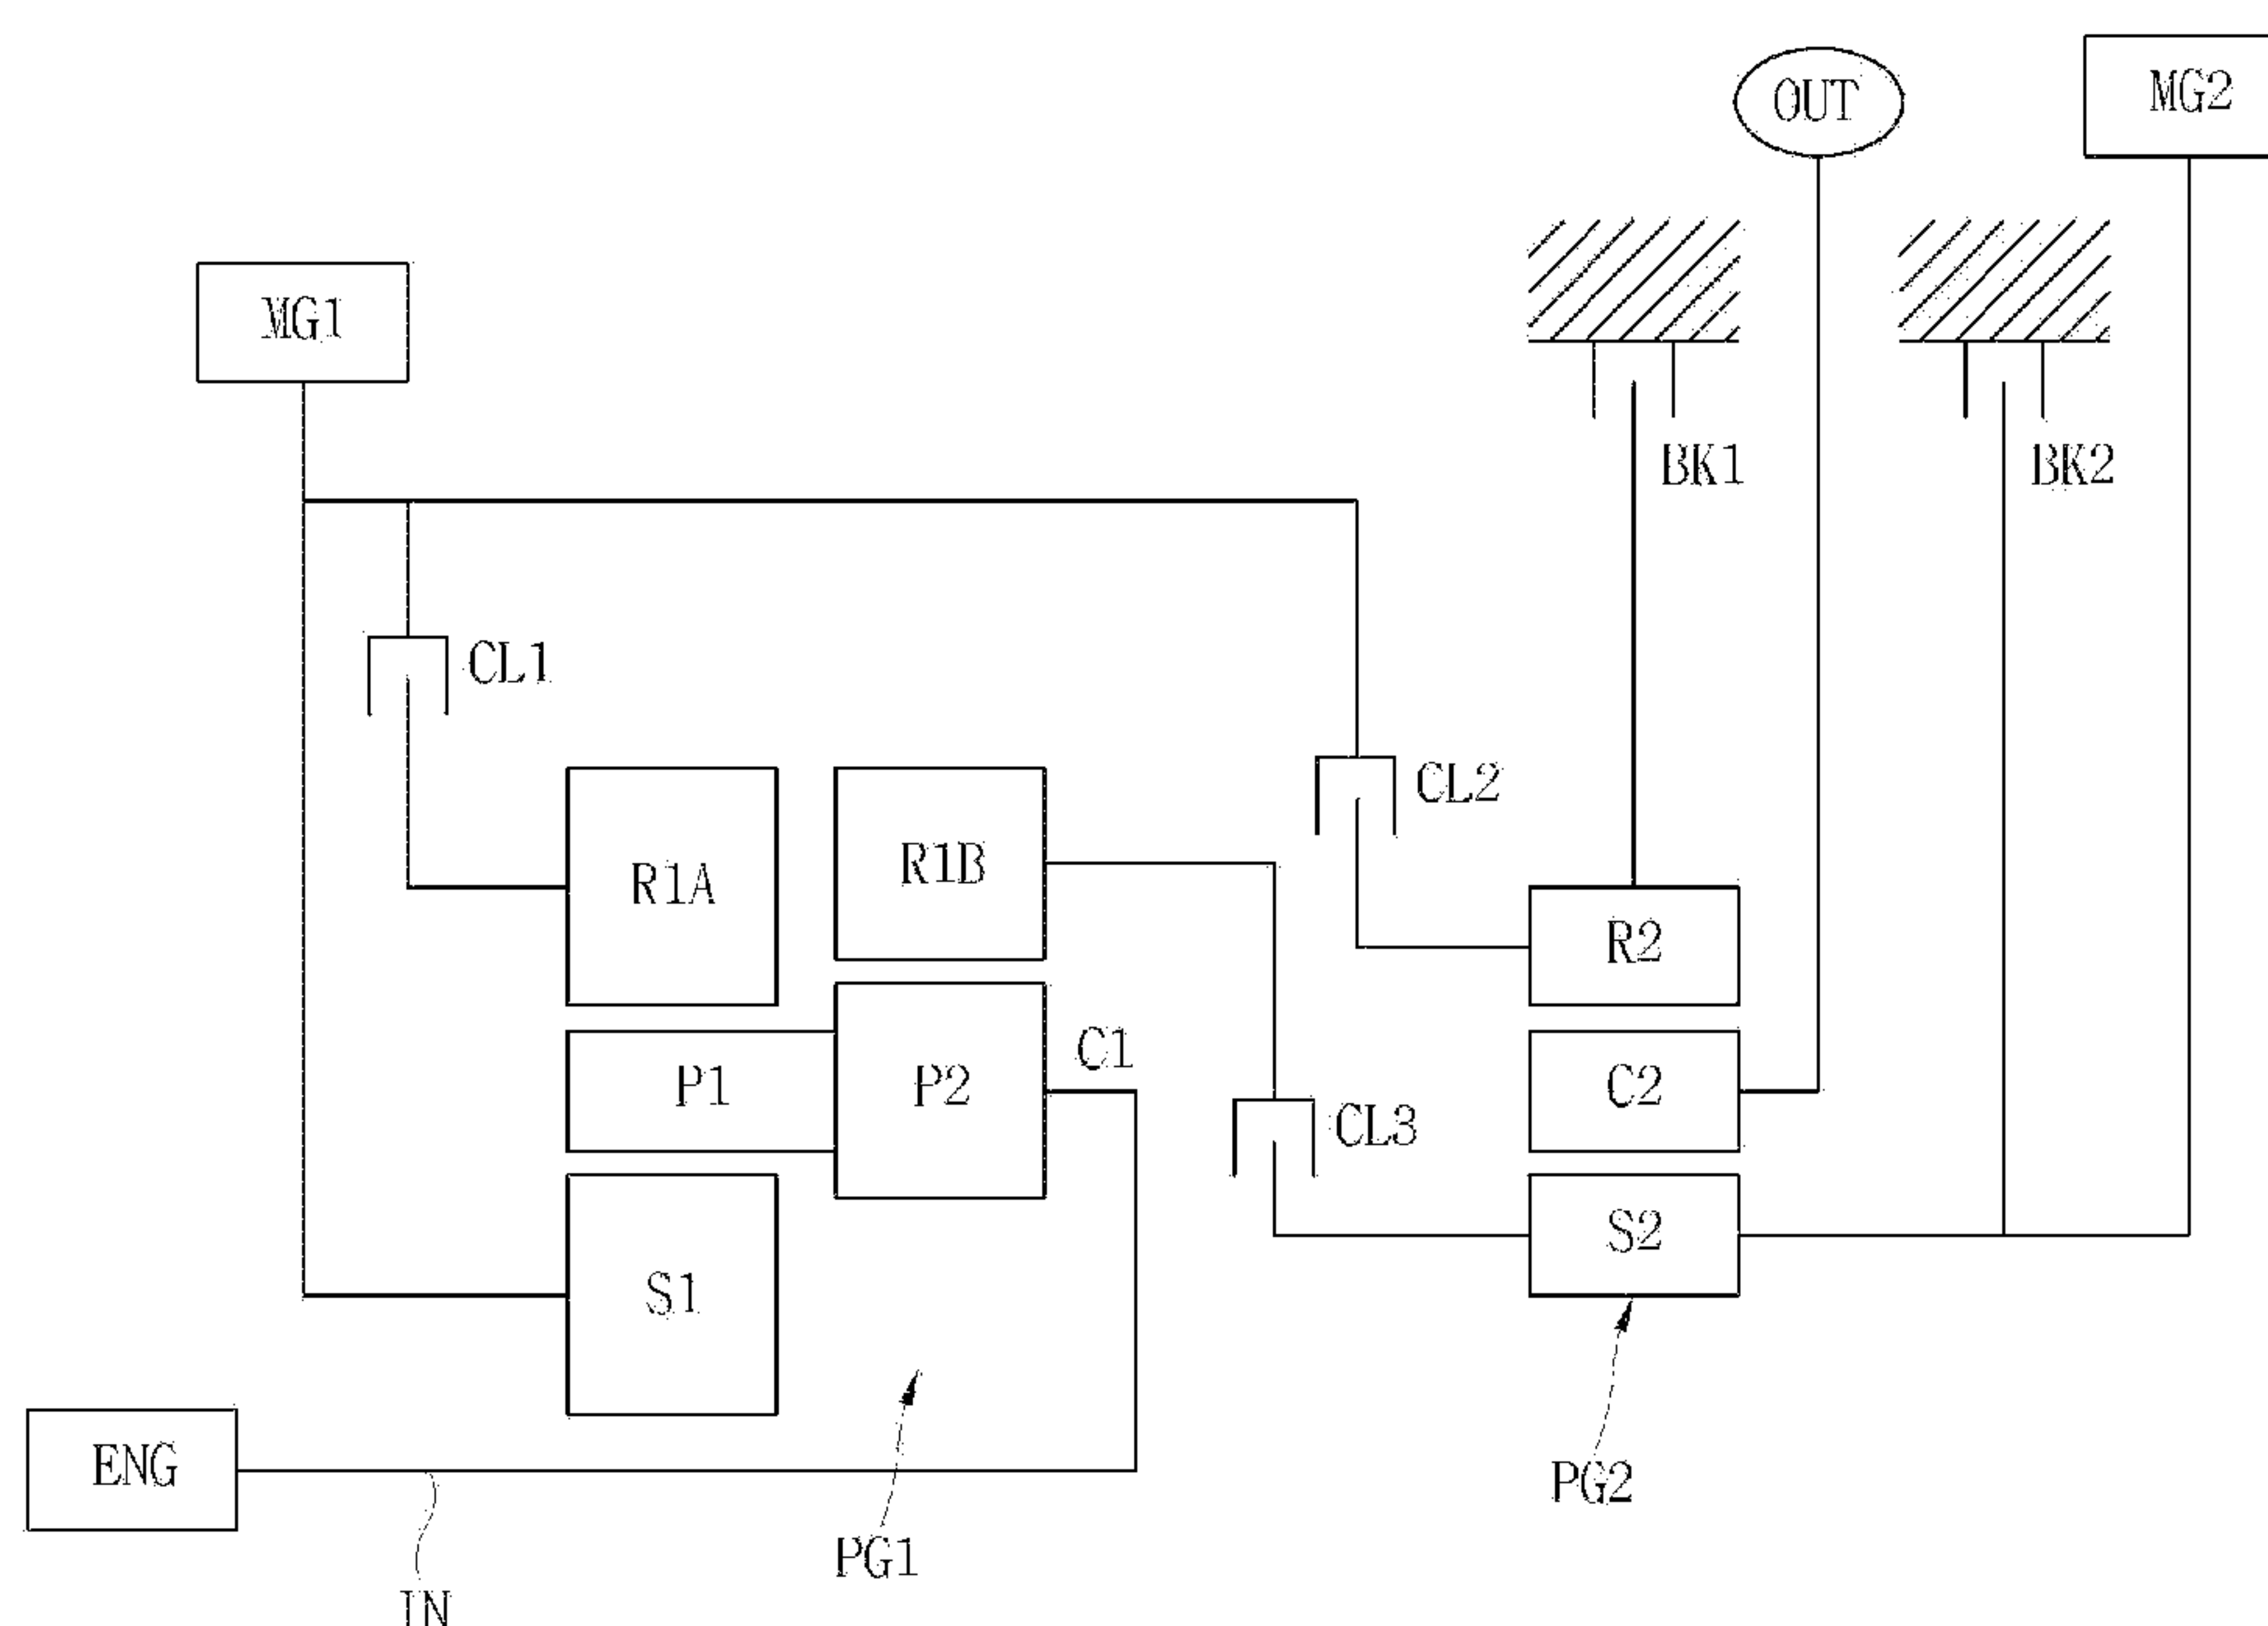 OUT
MG2
MG1
BK1
BK2
CL1
CL2
R1A
R1B
R2
C1
P1
P2
C2
CL3
S1
S2
ENG
PG2
PG1
IN